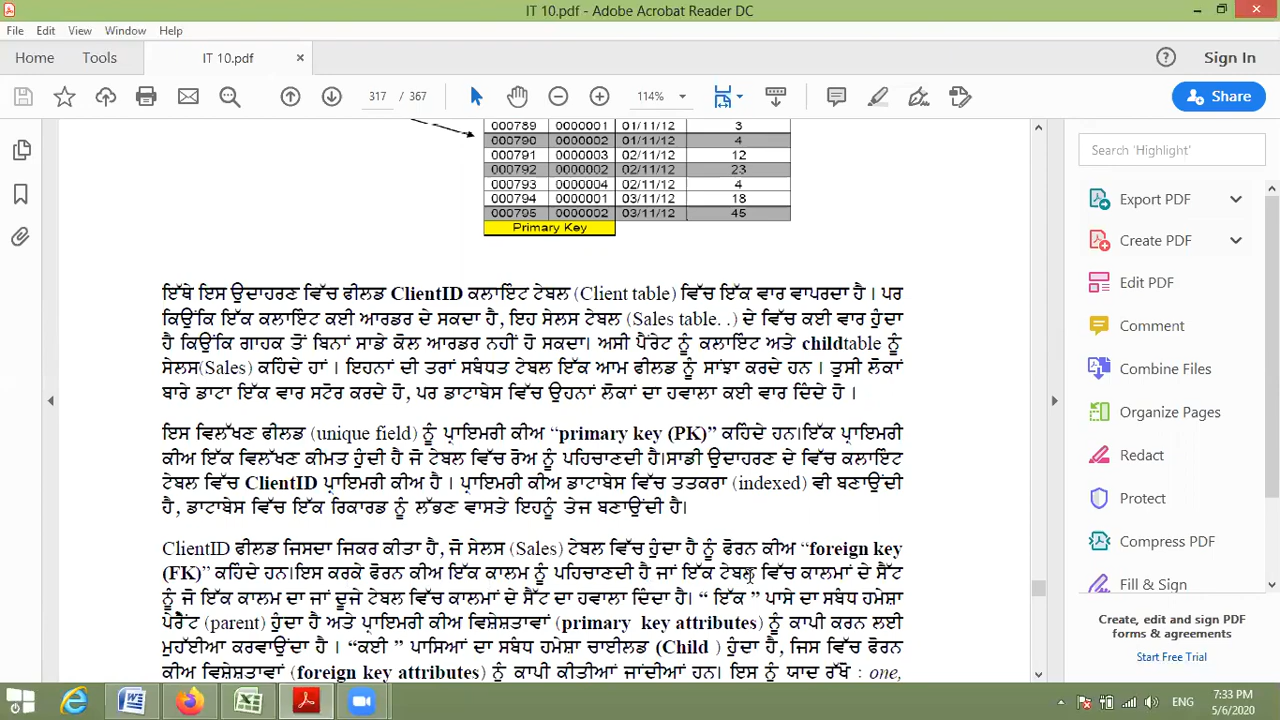 IT 10.pdf - Adobe Acrobat Reader DC
File Edit View Window Help
Home Tools IT 10.pdf × Sign In
317 / 367 114% Share
000789 0000001 01/11/12 3
000790 0000002 01/11/12 4
000791 0000003 02/11/12 12
000792 0000002 02/11/12 23
000793 0000004 02/11/12 4
000794 0000001 03/11/12 18
000795 0000002 03/11/12 45
Primary Key
ਇੱਥੇ ਇਸ ਉਦਾਹਰਣ ਵਿੱਚ ਫੀਲਡ ClientID ਕਲਾਇੰਟ ਟੇਬਲ (Client table) ਵਿੱਚ ਇੱਕ ਵਾਰ ਵਾਪਰਦਾ ਹੈ । ਪਰ
ਕਿਉਂਕਿ ਇੱਕ ਕਲਾਇੰਟ ਕਈ ਆਰਡਰ ਦੇ ਸਕਦਾ ਹੈ, ਇਹ ਸੇਲਸ ਟੇਬਲ (Sales table. .) ਦੇ ਵਿੱਚ ਕਈ ਵਾਰ ਹੁੰਦਾ
ਹੈ ਕਿਉਂਕਿ ਗਾਹਕ ਤੋਂ ਬਿਨਾਂ ਸਾਡੇ ਕੋਲ ਆਰਡਰ ਨਹੀਂ ਹੋ ਸਕਦਾ। ਅਸੀ ਪੈਰੰਟ ਨੂੰ ਕਲਾਇੰਟ ਅਤੇ childtable ਨੂੰ
ਸੇਲਸ(Sales) ਕਹਿੰਦੇ ਹਾਂ । ਇਹਨਾਂ ਦੀ ਤਰਾਂ ਸਬੰਧਤ ਟੇਬਲ ਇੱਕ ਆਮ ਫੀਲਡ ਨੂੰ ਸਾਂਝਾ ਕਰਦੇ ਹਨ । ਤੁਸੀ ਲੋਕਾਂ
ਬਾਰੇ ਡਾਟਾ ਇੱਕ ਵਾਰ ਸਟੋਰ ਕਰਦੇ ਹੋ, ਪਰ ਡਾਟਾਬੇਸ ਵਿੱਚ ਉਹਨਾਂ ਲੋਕਾਂ ਦਾ ਹਵਾਲਾ ਕਈ ਵਾਰ ਦਿੰਦੇ ਹੋ ।
ਇਸ ਵਿਲੱਖਣ ਫੀਲਡ (unique field) ਨੂੰ ਪ੍ਰਾਇਮਰੀ ਕੀਅ “primary key (PK)” ਕਹਿੰਦੇ ਹਨ।ਇੱਕ ਪ੍ਰਾਇਮਰੀ
ਕੀਅ ਇੱਕ ਵਿਲੱਖਣ ਕੀਮਤ ਹੁੰਦੀ ਹੈ ਜੋ ਟੇਬਲ ਵਿੱਚ ਰੋਅ ਨੂੰ ਪਹਿਚਾਣਦੀ ਹੈ।ਸਾਡੀ ਉਦਾਹਰਣ ਦੇ ਵਿੱਚ ਕਲਾਇੰਟ
ਟੇਬਲ ਵਿੱਚ ClientID ਪ੍ਰਾਇਮਰੀ ਕੀਅ ਹੈ । ਪ੍ਰਾਇਮਰੀ ਕੀਅ ਡਾਟਾਬੇਸ ਵਿੱਚ ਤਤਕਰਾ (indexed) ਵੀ ਬਣਾਉਂਦੀ
ਹੈ, ਡਾਟਾਬੇਸ ਵਿੱਚ ਇੱਕ ਰਿਕਾਰਡ ਨੂੰ ਲੱਭਣ ਵਾਸਤੇ ਇਹਨੂੰ ਤੇਜ ਬਣਾਉਂਦੀ ਹੈ।
ClientID ਫੀਲਡ ਜਿਸਦਾ ਜਿਕਰ ਕੀਤਾ ਹੈ, ਜੋ ਸੇਲਸ (Sales) ਟੇਬਲ ਵਿੱਚ ਹੁੰਦਾ ਹੈ ਨੂੰ ਫੋਰਨ ਕੀਅ “foreign key
(FK)” ਕਹਿੰਦੇ ਹਨ।ਇਸ ਕਰਕੇ ਫੋਰਨ ਕੀਅ ਇੱਕ ਕਾਲਮ ਨੂੰ ਪਹਿਚਾਣਦੀ ਹੈ ਜਾਂ ਇੱਕ ਟੇਬਲ ਵਿੱਚ ਕਾਲਮਾਂ ਦੇ ਸੈੱਟ
ਨੂੰ ਜੋ ਇੱਕ ਕਾਲਮ ਦਾ ਜਾਂ ਦੂਜੇ ਟੇਬਲ ਵਿੱਚ ਕਾਲਮਾਂ ਦੇ ਸੈੱਟ ਦਾ ਹਵਾਲਾ ਦਿੰਦਾ ਹੈ। “ ਇੱਕ ” ਪਾਸੇ ਦਾ ਸਬੰਧ ਹਮੇਸ਼ਾ
ਪੇਰੈਂਟ (parent) ਹੁੰਦਾ ਹੈ ਅਤੇ ਪ੍ਰਾਇਮਰੀ ਕੀਅ ਵਿਸ਼ੇਸ਼ਤਾਵਾਂ (primary key attributes) ਨੂੰ ਕਾਪੀ ਕਰਨ ਲਈ
ਮੁਹੱਈਆ ਕਰਵਾਉਂਦਾ ਹੈ । “ਕਈ ” ਪਾਸਿਆਂ ਦਾ ਸਬੰਧ ਹਮੇਸ਼ਾ ਚਾਈਲਡ (Child ) ਹੁੰਦਾ ਹੈ, ਜਿਸ ਵਿੱਚ ਫੋਰਨ
ਕੀਅ ਵਿਸ਼ੇਸ਼ਤਾਵਾਂ (foreign key attributes) ਨੂੰ ਕਾਪੀ ਕੀਤੀਆਂ ਜਾਂਦੀਆਂ ਹਨ। ਇਸ ਨੂੰ ਯਾਦ ਰੱਖੋ : one,
Search 'Highlight'
Export PDF
Create PDF
Edit PDF
Comment
Combine Files
Organize Pages
Redact
Protect
Compress PDF
Fill & Sign
Create, edit and sign PDF
forms & agreements
Start Free Trial
ENG 7:33 PM
5/6/2020